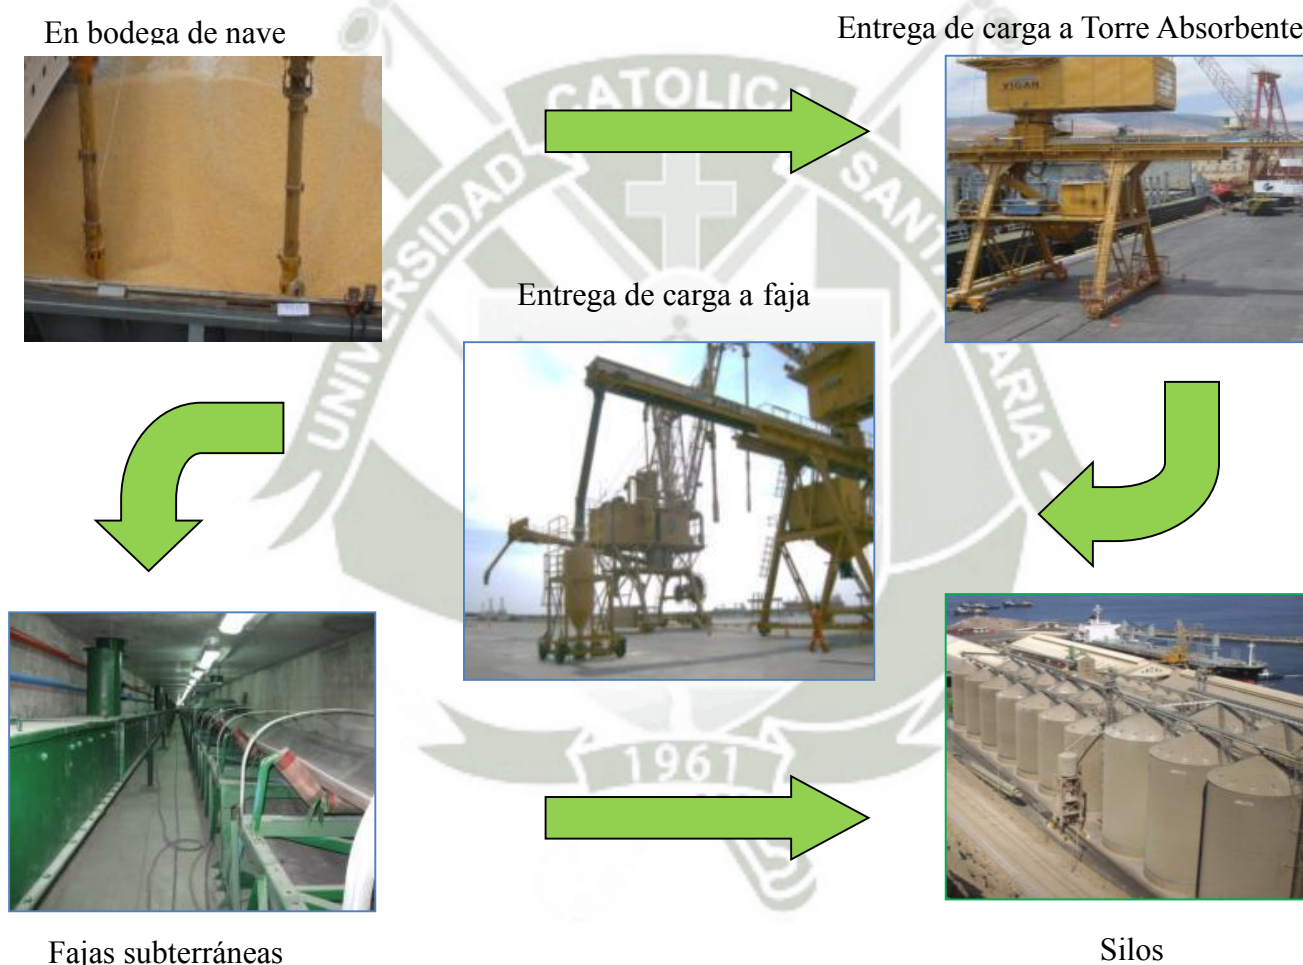 En bodega de nave
Entrega de carga a Torre Absorbente
VIGAN
CATOLICA
UNIVERSIDAD
SANTA
MARIA
Entrega de carga a faja
1961
Fajas subterráneas
Silos